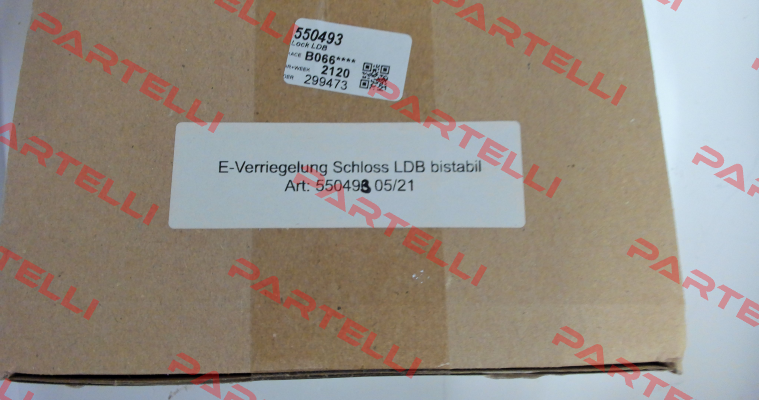 550493
LOCK LDB
B066****
2120
299473
E-Verriegelung Schloss LDB bistabil
Art: 550493 05/21
PARTELLI
PARTELLI
PARTELLI
PARTELLI
PARTELLI
PARTELLI
PARTELLI
PARTELLI
PARTELLI
PARTELLI